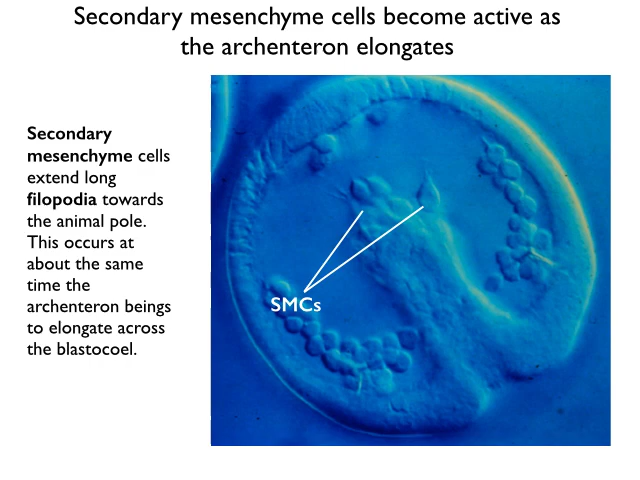 Secondary mesenchyme cells become active as
the archenteron elongates
Secondary
mesenchyme cells
extend long
filopodia towards
the animal pole.
This occurs at
about the same
time the
archenteron beings
to elongate across
the blastocoel.
SMCs